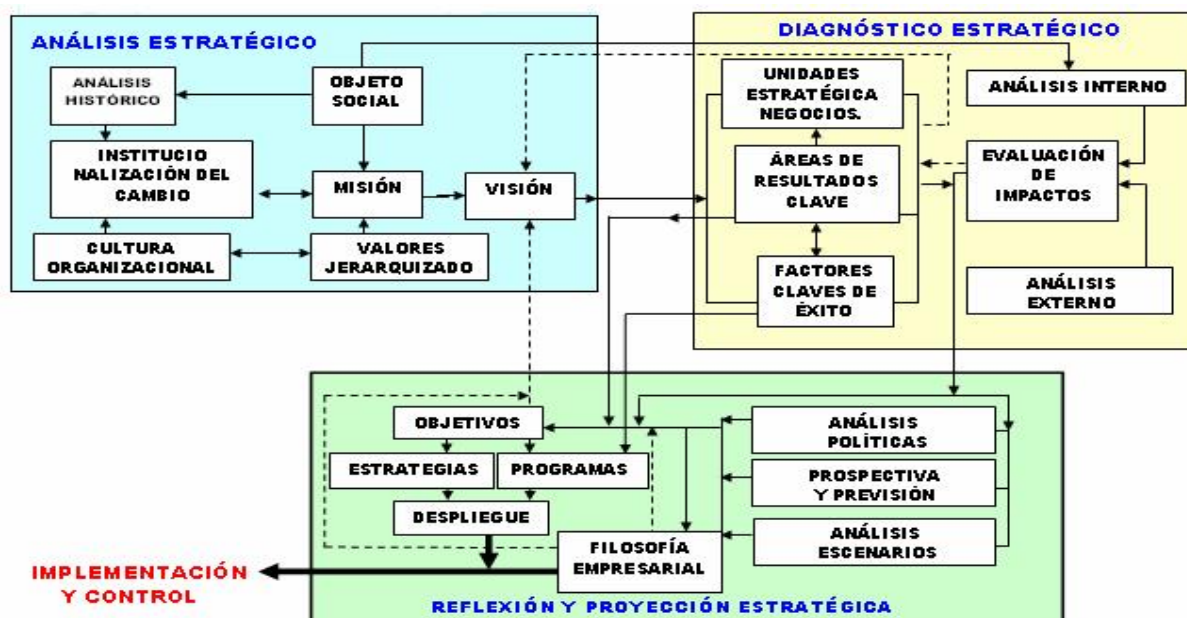 ANÁLISIS ESTRATÉGICO
ANÁLISIS
HISTÓRICO
OBJETO
SOCIAL
INSTITUCIO
NALIZACIÓN DEL
CAMBIO
MISIÓN
VISIÓN
CULTURA
ORGANIZACIONAL
VALORES
JERARQUIZADO
DIAGNÓSTICO ESTRATÉGICO
UNIDADES
ESTRATÉGICA
NEGOCIOS.
ÁREAS DE
RESULTADOS
CLAVE
FACTORES
CLAVES DE
ÉXITO
ANÁLISIS INTERNO
EVALUACIÓN
DE
IMPACTOS
ANÁLISIS
EXTERNO
OBJETIVOS
ESTRATEGIAS
PROGRAMAS
DESPLIEGUE
FILOSOFÍA
EMPRESARIAL
ANÁLISIS
POLÍTICAS
PROSPECTIVA
Y PREVISIÓN
ANÁLISIS
ESCENARIOS
REFLEXIÓN Y PROYECCIÓN ESTRATÉGICA
IMPLEMENTACIÓN
Y CONTROL